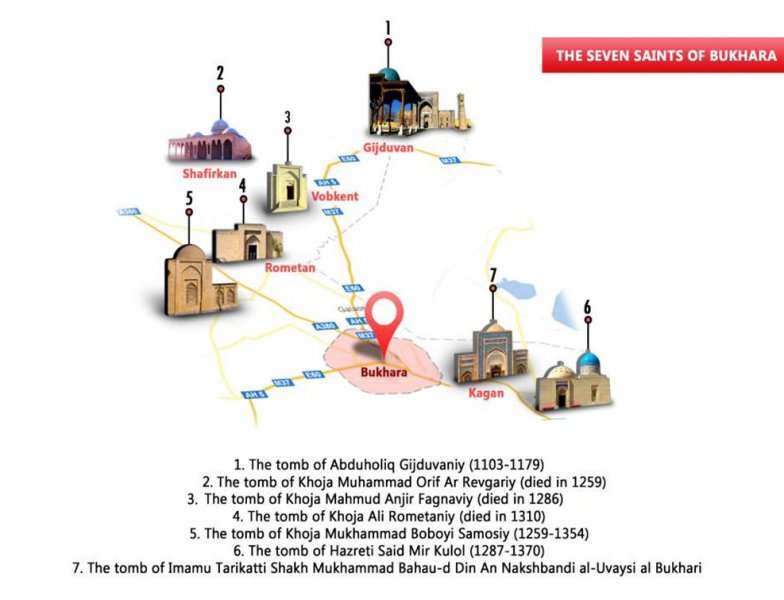 THE SEVEN SAINTS OF BUKHARA
1
2
3
Gijduvan
E60
M37
Shafirkan
4
AH 5
Vobkent
5
A380
M37
Rometan
7
E60
6
A380
AH 5
M37
Bukhara
E60
M37
AH 5
Kagan
1. The tomb of Abduholiq Gijduvaniy (1103-1179)
2. The tomb of Khoja Muhammad Orif Ar Revgariy (died in 1259)
3. The tomb of Khoja Mahmud Anjir Fagnaviy (died in 1286)
4. The tomb of Khoja Ali Rometaniy (died in 1310)
5. The tomb of Khoja Mukhammad Boboyi Samosiy (1259-1354)
6. The tomb of Hazreti Said Mir Kulol (1287-1370)
7. The tomb of Imamu Tarikatti Shakh Mukhammad Bahau-d Din An Nakshbandi al-Uvaysi al Bukhari